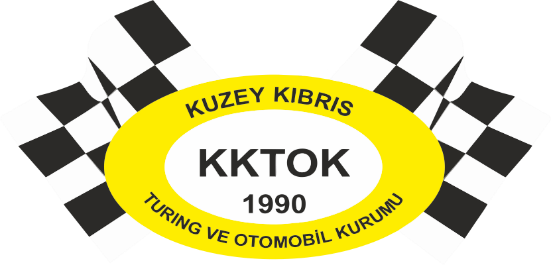 KUZEY KIBRIS
KKTOK
1990
TURING VE OTOMOBİL KURUMU